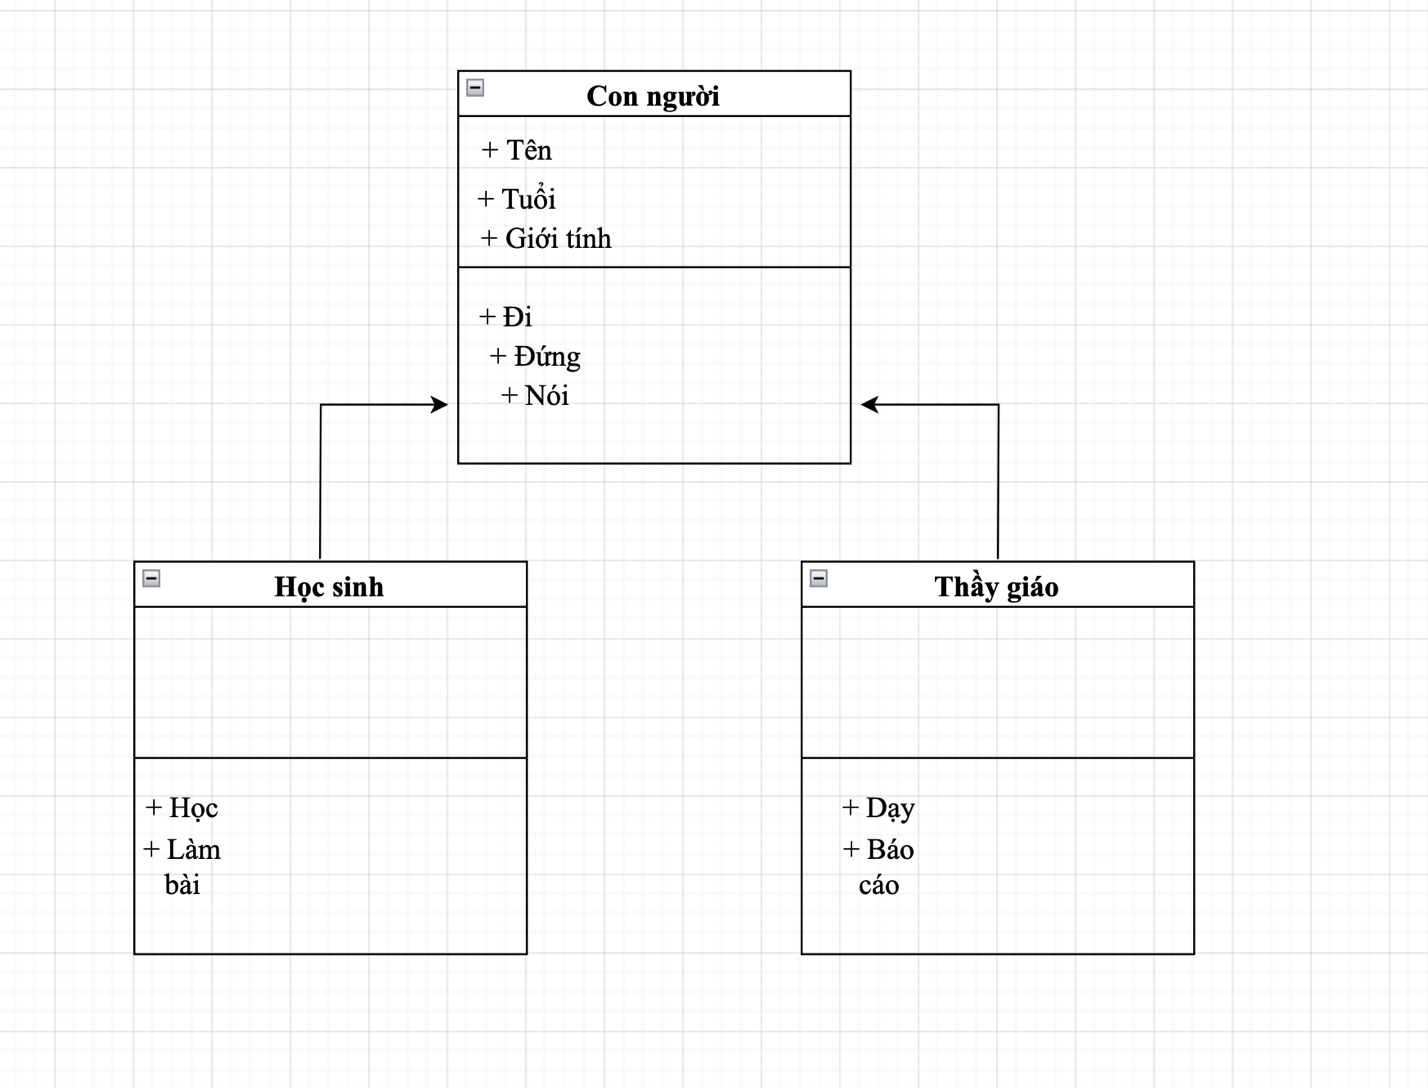 Con người
+ Tên
+ Tuổi
+ Giới tính
+ Đi
+ Đứng
+ Nói
Học sinh
+ Học
+ Làm
bài
Thầy giáo
+ Dạy
+ Báo
cáo